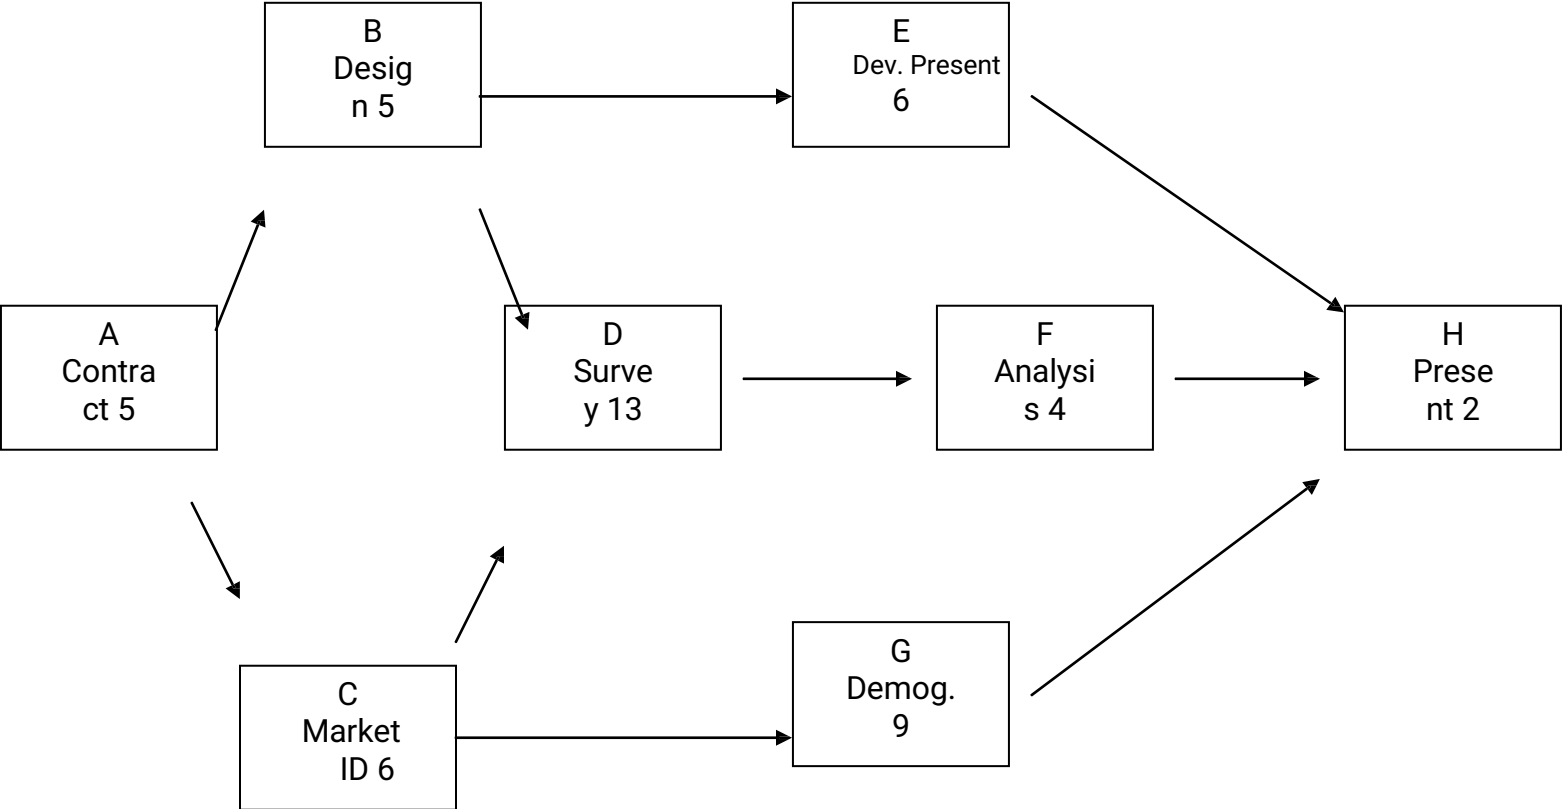 B
Desig
n 5
E
Dev. Present
6
A
Contra
ct 5
D
Surve
y 13
F
Analysi
s 4
H
Prese
nt 2
C
Market
ID 6
G
Demog.
9